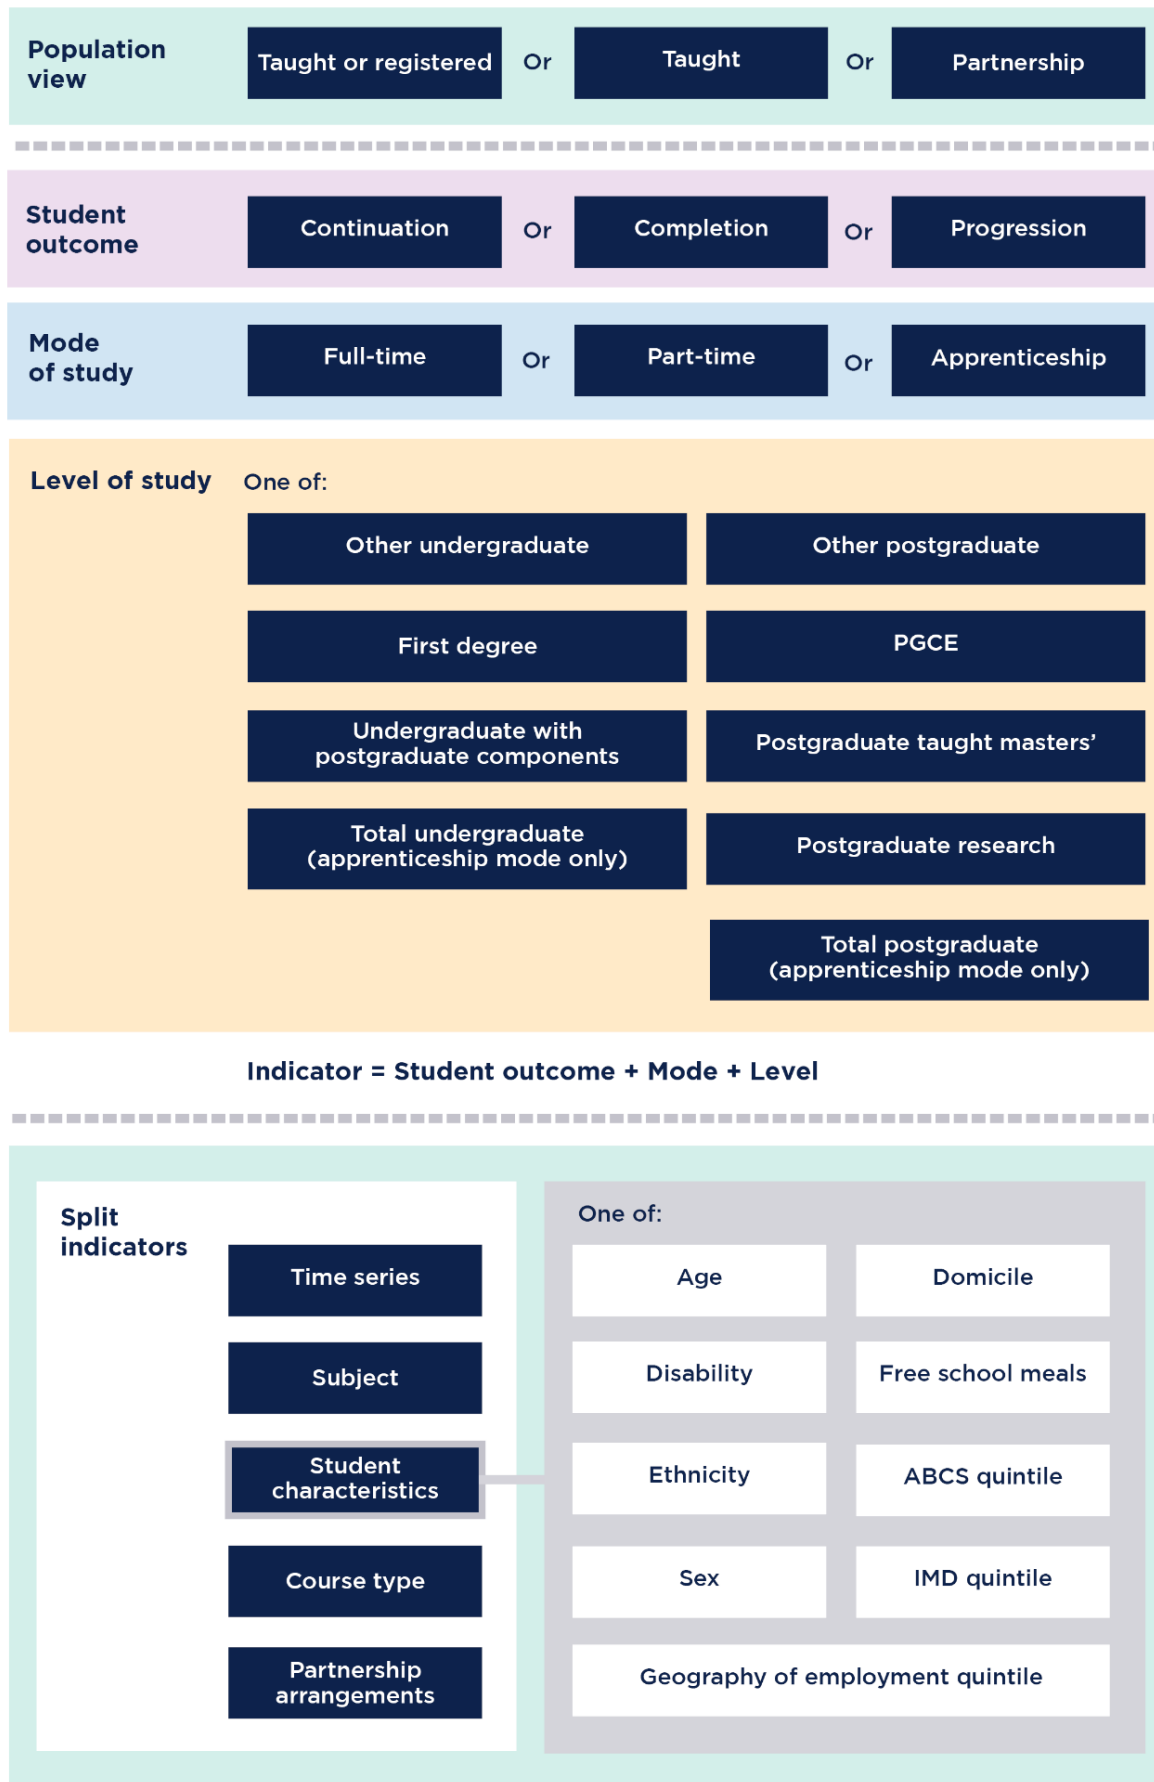 Population
view
Taught or registered Or Taught Or Partnership
Student
outcome
Continuation Or Completion Or Progression
Mode
of study
Full-time Or Part-time Or Apprenticeship
Level of study One of:
Other undergraduate
Other postgraduate
First degree
PGCE
Undergraduate with
postgraduate components
Postgraduate taught masters’
Total undergraduate
(apprenticeship mode only)
Postgraduate research
Total postgraduate
(apprenticeship mode only)
Indicator = Student outcome + Mode + Level
Split
indicators
Time series
Subject
Student
characteristics
Course type
Partnership
arrangements
One of:
Age
Domicile
Disability
Free school meals
Ethnicity
ABCS quintile
Sex
IMD quintile
Geography of employment quintile